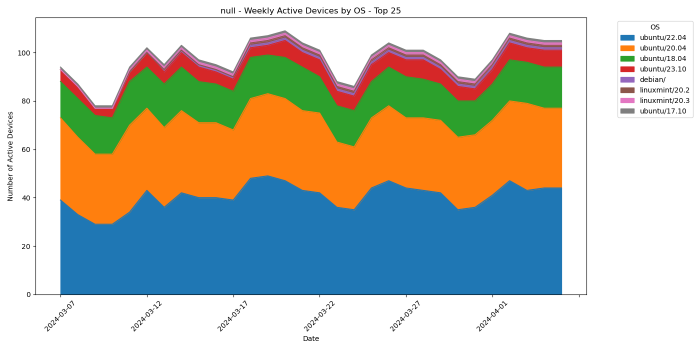 null - Weekly Active Devices by OS - Top 25
Number of Active Devices
100
80
60
40
20
0
2024-03-07
2024-03-12
2024-03-17
2024-03-22
2024-03-27
2024-04-01
Date
OS
ubuntu/22.04
ubuntu/20.04
ubuntu/18.04
ubuntu/23.10
debian/
linuxmint/20.2
linuxmint/20.3
ubuntu/17.10